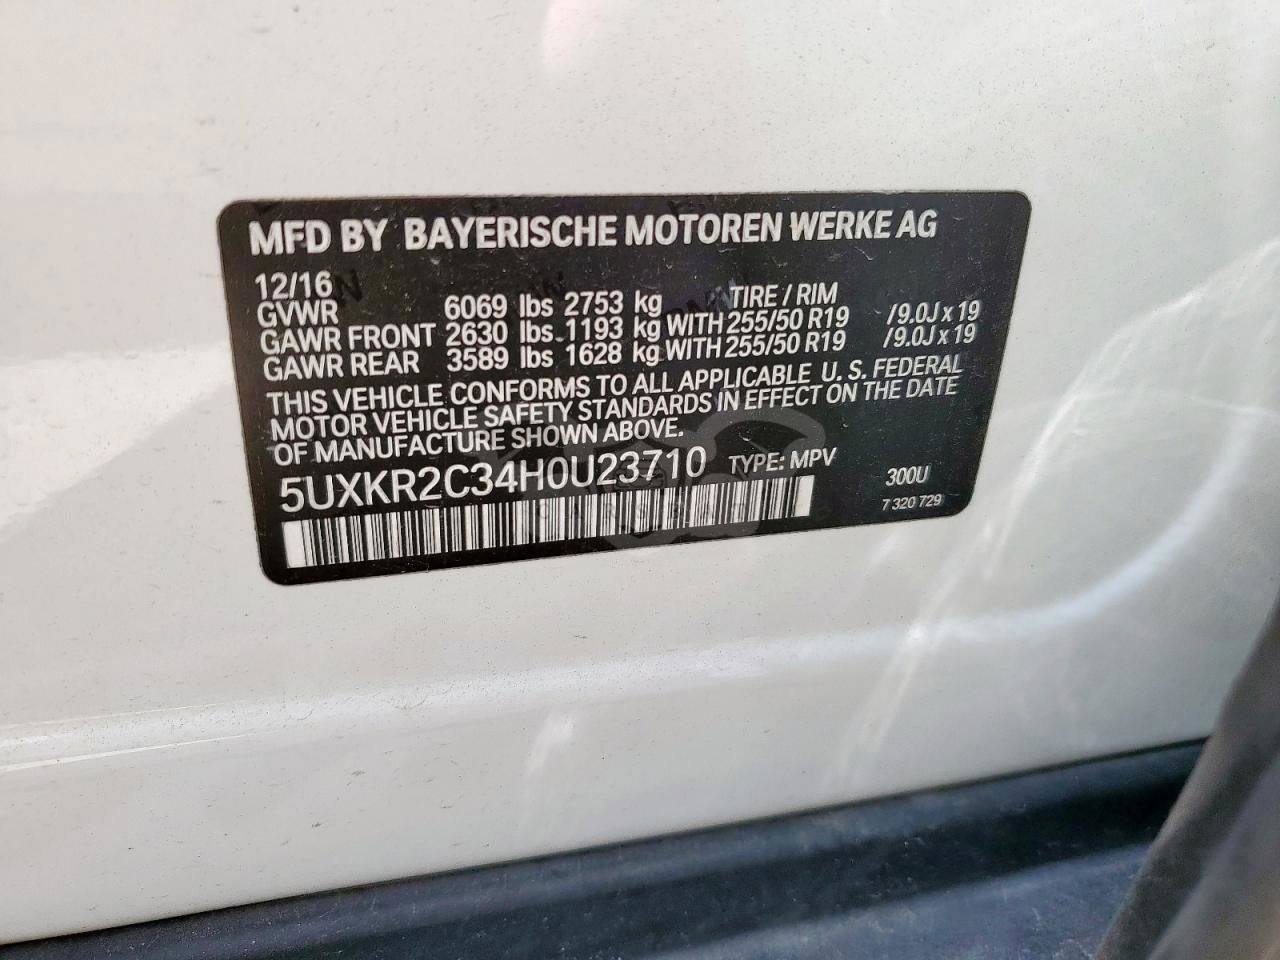 MFD BY BAYERISCHE MOTOREN WERKE AG
12/16
GVWR 6069 lbs 2753 kg TIRE / RIM
GAWR FRONT 2630 lbs 1193 kg WITH 255/50 R19 /9.0J x 19
GAWR REAR 3589 lbs 1628 kg WITH 255/50 R19 /9.0J x 19
THIS VEHICLE CONFORMS TO ALL APPLICABLE U. S. FEDERAL
MOTOR VEHICLE SAFETY STANDARDS IN EFFECT ON THE DATE
OF MANUFACTURE SHOWN ABOVE.
5UXKR2C34H0U23710 TYPE: MPV 300U
7 320 729